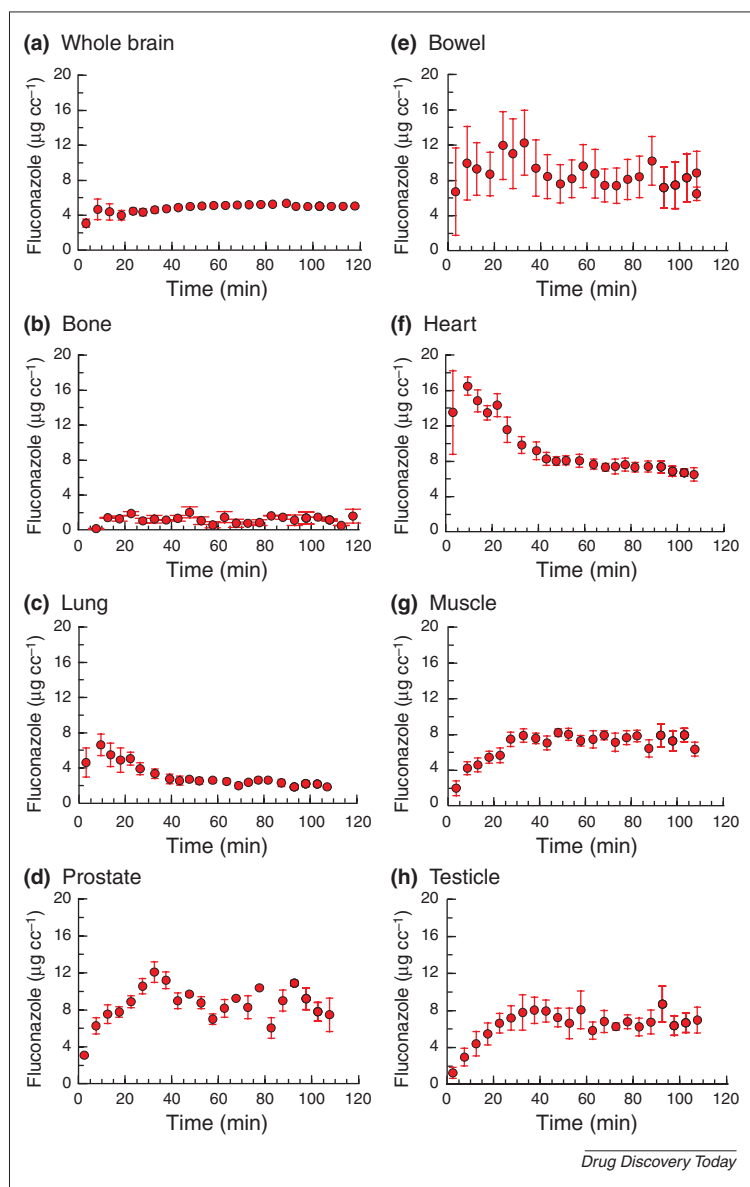 (a) Whole brain
Fluconazole (µg cc⁻¹)
20
16
12
8
4
0
0 20 40 60 80 100 120
Time (min)
(b) Bone
Fluconazole (µg cc⁻¹)
20
16
12
8
4
0
0 20 40 60 80 100 120
Time (min)
(c) Lung
Fluconazole (µg cc⁻¹)
20
16
12
8
4
0
0 20 40 60 80 100 120
Time (min)
(d) Prostate
Fluconazole (µg cc⁻¹)
20
16
12
8
4
0
0 20 40 60 80 100 120
Time (min)
(e) Bowel
Fluconazole (µg cc⁻¹)
20
16
12
8
4
0
0 20 40 60 80 100 120
Time (min)
(f) Heart
Fluconazole (µg cc⁻¹)
20
16
12
8
4
0
0 20 40 60 80 100 120
Time (min)
(g) Muscle
Fluconazole (µg cc⁻¹)
20
16
12
8
4
0
0 20 40 60 80 100 120
Time (min)
(h) Testicle
Fluconazole (µg cc⁻¹)
20
16
12
8
4
0
0 20 40 60 80 100 120
Time (min)
Drug Discovery Today